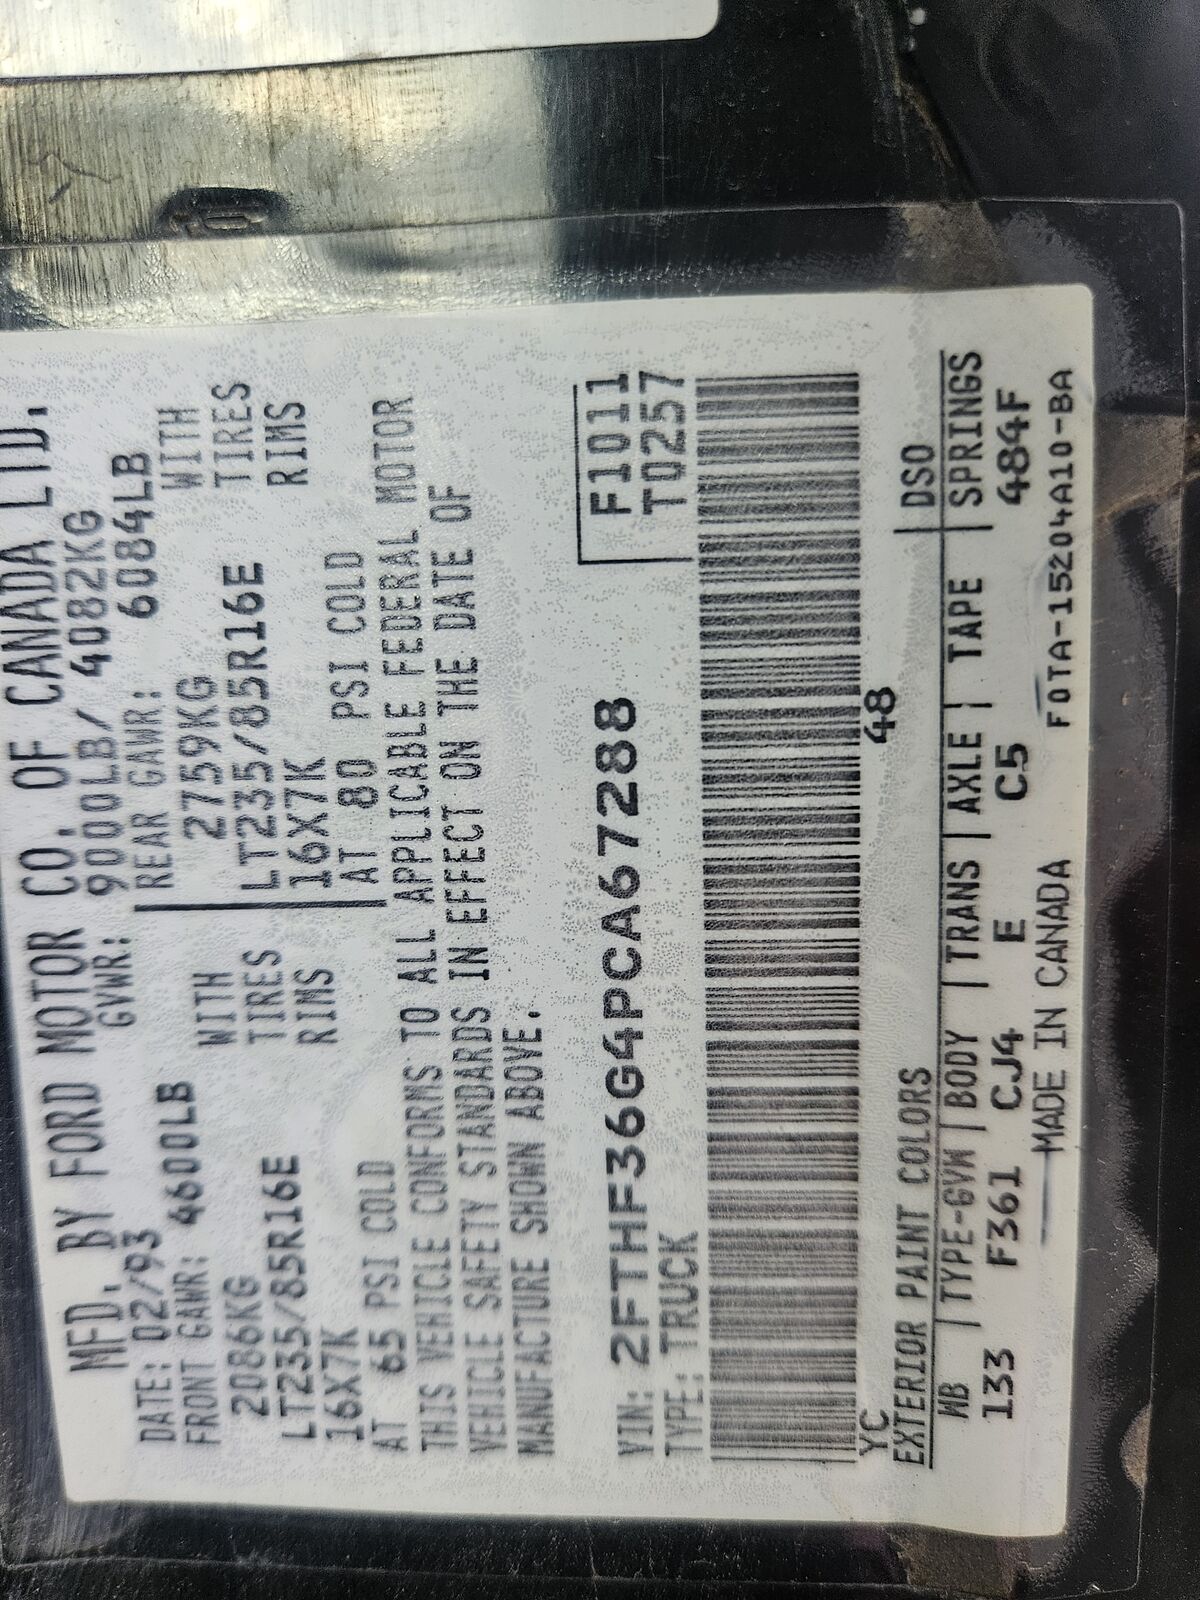 MFD. BY FORD MOTOR CO. OF CANADA LTD.
DATE: 02/93 GVWR: 9000LB/ 4082KG
FRONT GAWR: 4600LB REAR GAWR: 6084LB
2086KG WITH 2759KG WITH
LT235/85R16E TIRES LT235/85R16E TIRES
16X7K RIMS 16X7K RIMS
AT 65 PSI COLD AT 80 PSI COLD
THIS VEHICLE CONFORMS TO ALL APPLICABLE FEDERAL MOTOR
VEHICLE SAFETY STANDARDS IN EFFECT ON THE DATE OF
MANUFACTURE SHOWN ABOVE.
VIN: 2FTHF36G4PCA67288 F1011
TYPE: TRUCK T0257
YC 48
EXTERIOR PAINT COLORS DSO
WB TYPE-GVW BODY TRANS AXLE TAPE SPRINGS
133 F361 CJ4 E C5 484F
MADE IN CANADA F0TA-15204A10-BA